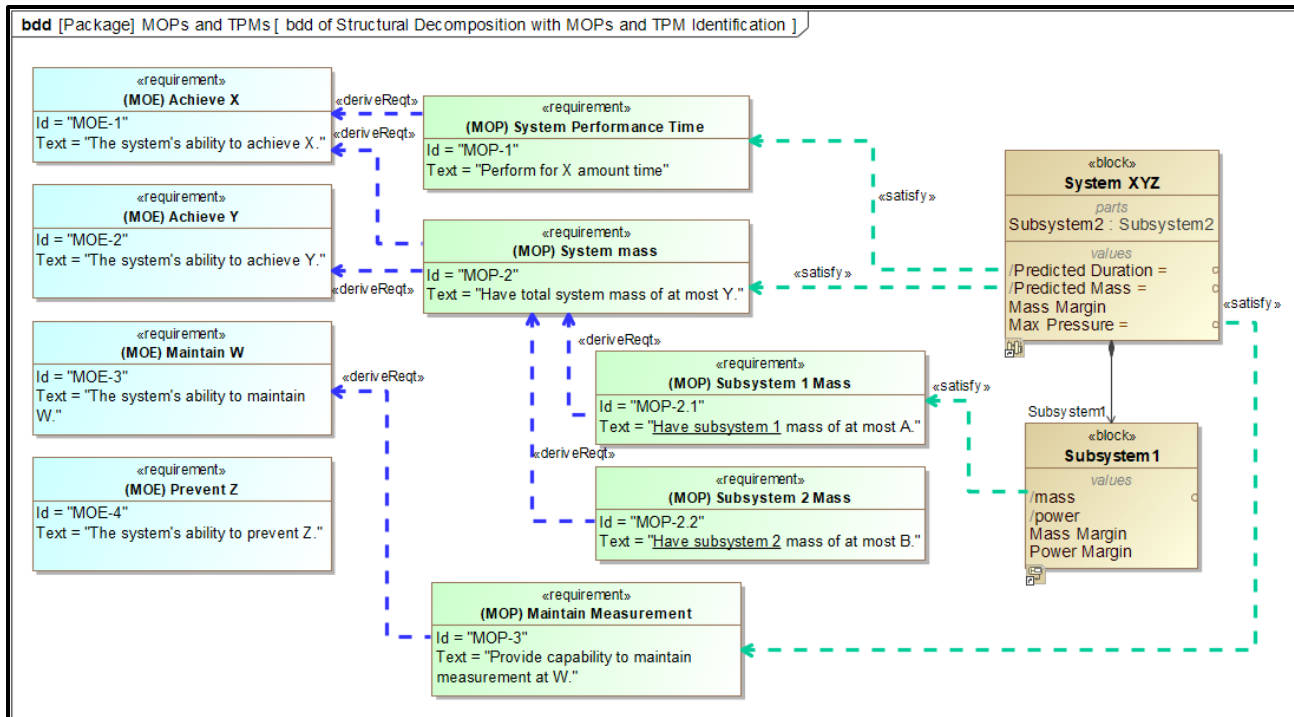 bdd [Package] MOPs and TPMs [ bdd of Structural Decomposition with MOPs and TPM Identification ]
«requirement»
(MOE) Achieve X
Id = "MOE-1"
Text = "The system's ability to achieve X."
«deriveReqt»
«deriveReqt»
«requirement»
(MOP) System Performance Time
Id = "MOP-1"
Text = "Perform for X amount time"
«requirement»
(MOE) Achieve Y
Id = "MOE-2"
Text = "The system's ability to achieve Y."
«deriveReqt»
«requirement»
(MOP) System mass
Id = "MOP-2"
Text = "Have total system mass of at most Y."
«satisfy»
«satisfy»
«block»
System XYZ
parts
Subsystem2 : Subsystem2
values
/Predicted Duration =
/Predicted Mass =
Mass Margin
Max Pressure =
«satisfy»
«requirement»
(MOE) Maintain W
Id = "MOE-3"
Text = "The system's ability to maintain
W."
«deriveReqt»
«deriveReqt»
«requirement»
(MOP) Subsystem 1 Mass
Id = "MOP-2.1"
Text = "Have subsystem 1 mass of at most A."
«satisfy»
Subsystem1
«block»
Subsystem1
values
/mass
/power
Mass Margin
Power Margin
«requirement»
(MOE) Prevent Z
Id = "MOE-4"
Text = "The system's ability to prevent Z."
«deriveReqt»
«requirement»
(MOP) Subsystem 2 Mass
Id = "MOP-2.2"
Text = "Have subsystem 2 mass of at most B."
«requirement»
(MOP) Maintain Measurement
Id = "MOP-3"
Text = "Provide capability to maintain
measurement at W."